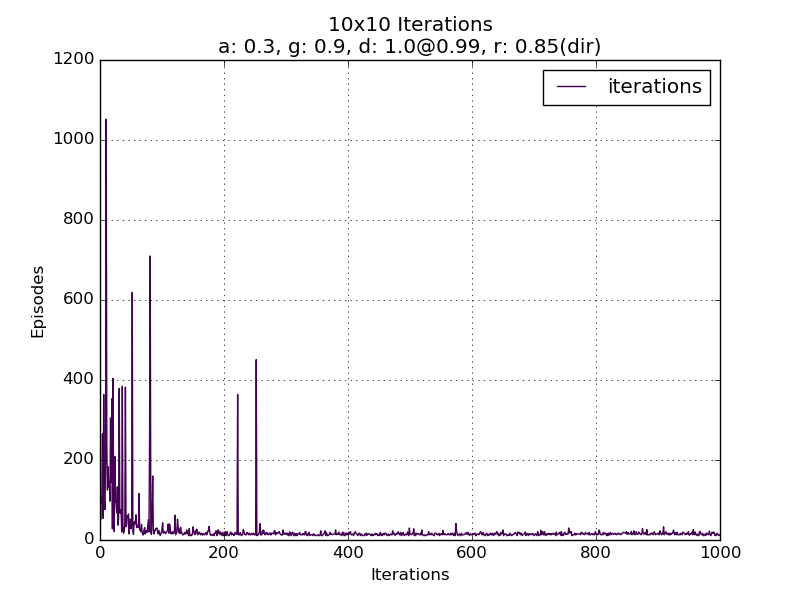 10x10 Iterations
a: 0.3, g: 0.9, d: 1.0@0.99, r: 0.85(dir)
iterations
1200
1000
800
600
400
200
0
Episodes
0 200 400 600 800 1000
Iterations